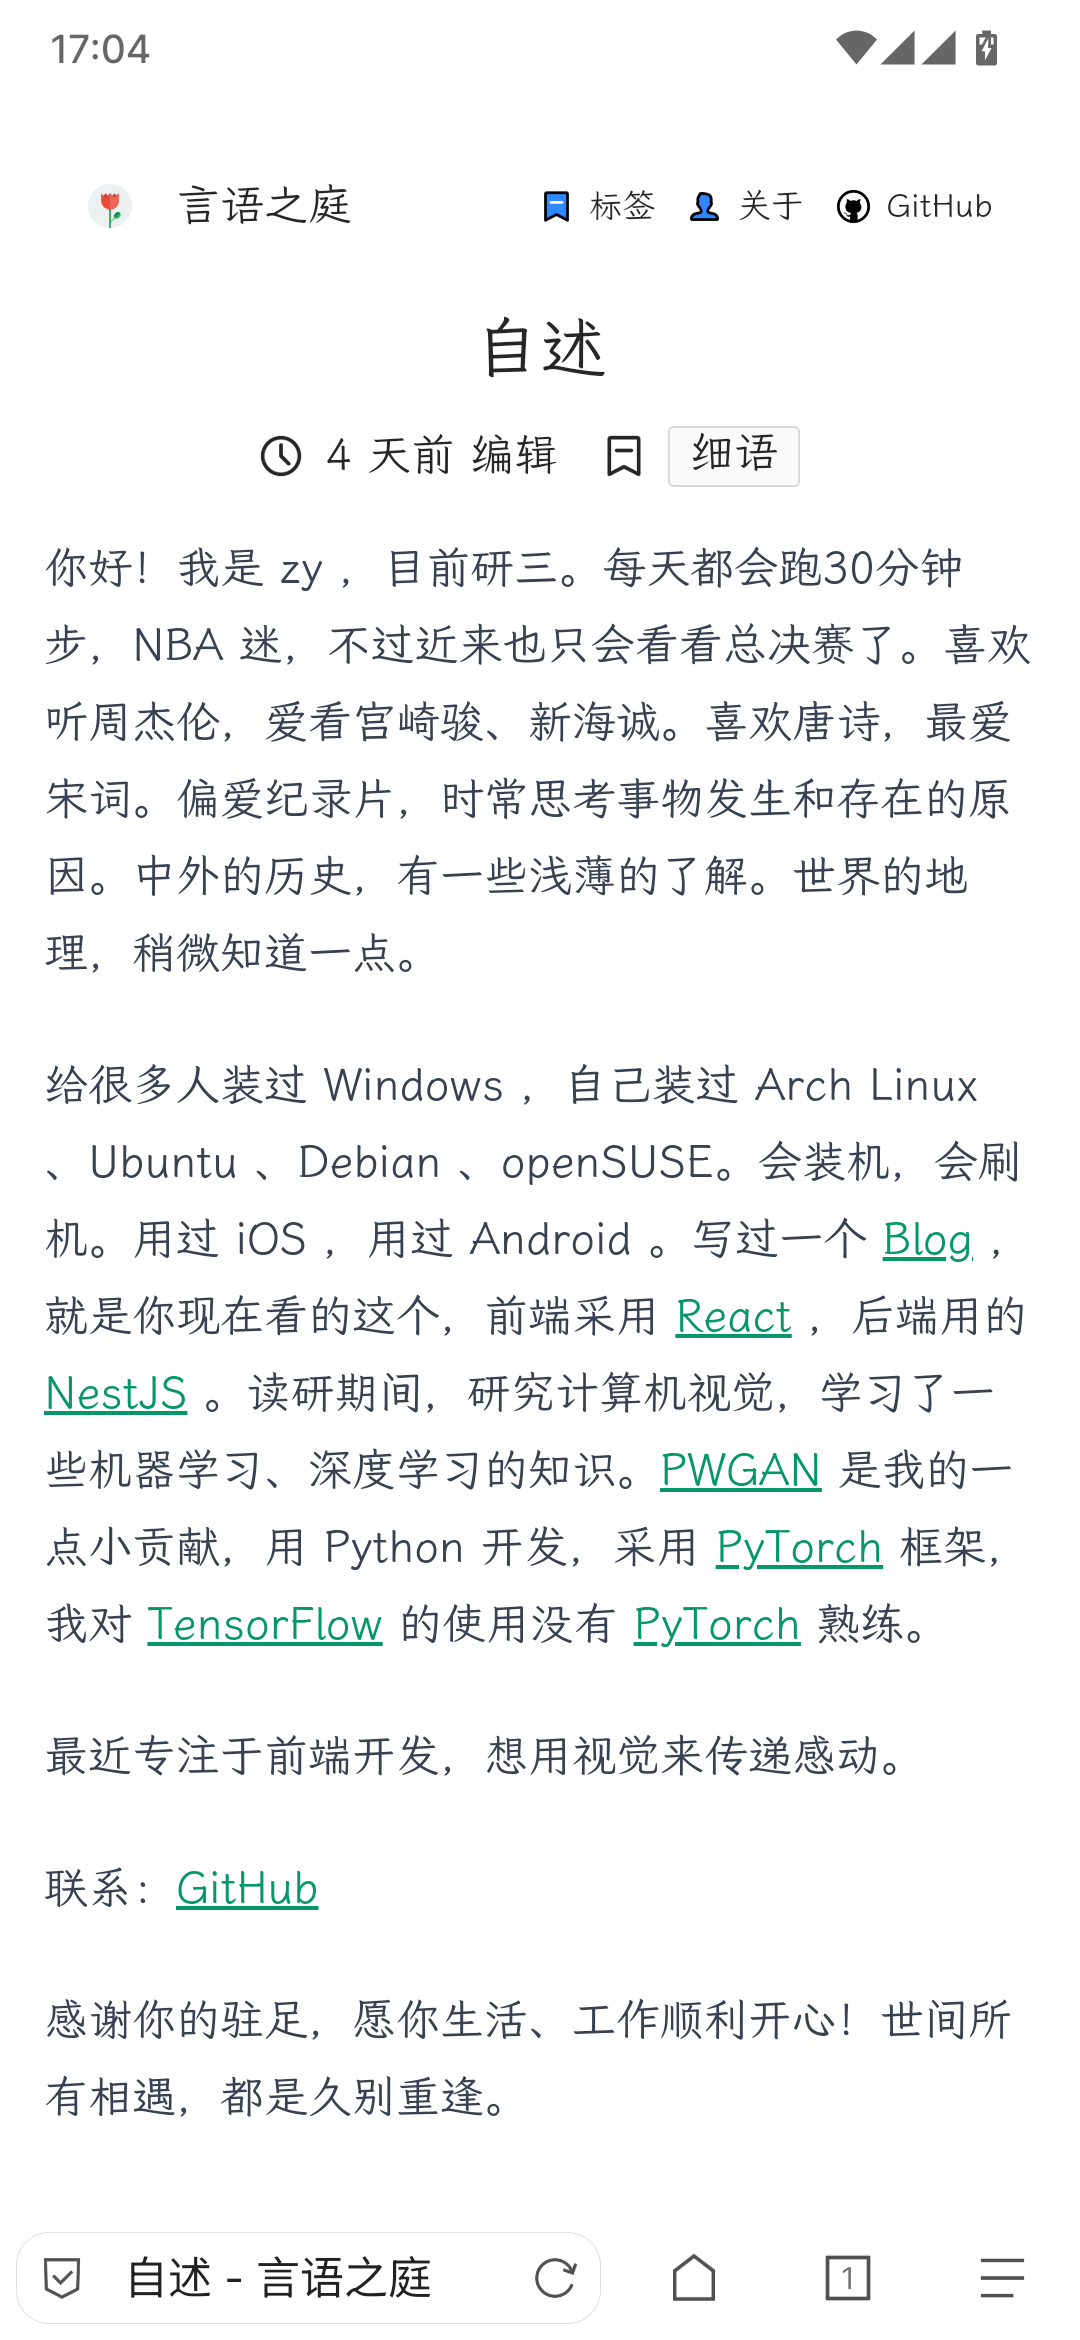 17:04
言语之庭 标签 关于 GitHub
自述
4 天前 编辑 细语
你好！我是 zy ，目前研三。每天都会跑30分钟
步，NBA 迷，不过近来也只会看看总决赛了。喜欢
听周杰伦，爱看宫崎骏、新海诚。喜欢唐诗，最爱
宋词。偏爱纪录片，时常思考事物发生和存在的原
因。中外的历史，有一些浅薄的了解。世界的地
理，稍微知道一点。
给很多人装过 Windows ，自己装过 Arch Linux
、Ubuntu 、Debian 、openSUSE。会装机，会刷
机。用过 iOS ，用过 Android 。写过一个 Blog ，
就是你现在看的这个，前端采用 React ，后端用的
NestJS 。读研期间，研究计算机视觉，学习了一
些机器学习、深度学习的知识。PWGAN 是我的一
点小贡献，用 Python 开发，采用 PyTorch 框架，
我对 TensorFlow 的使用没有 PyTorch 熟练。
最近专注于前端开发，想用视觉来传递感动。
联系：GitHub
感谢你的驻足，愿你生活、工作顺利开心！世间所
有相遇，都是久别重逢。
自述 - 言语之庭 1